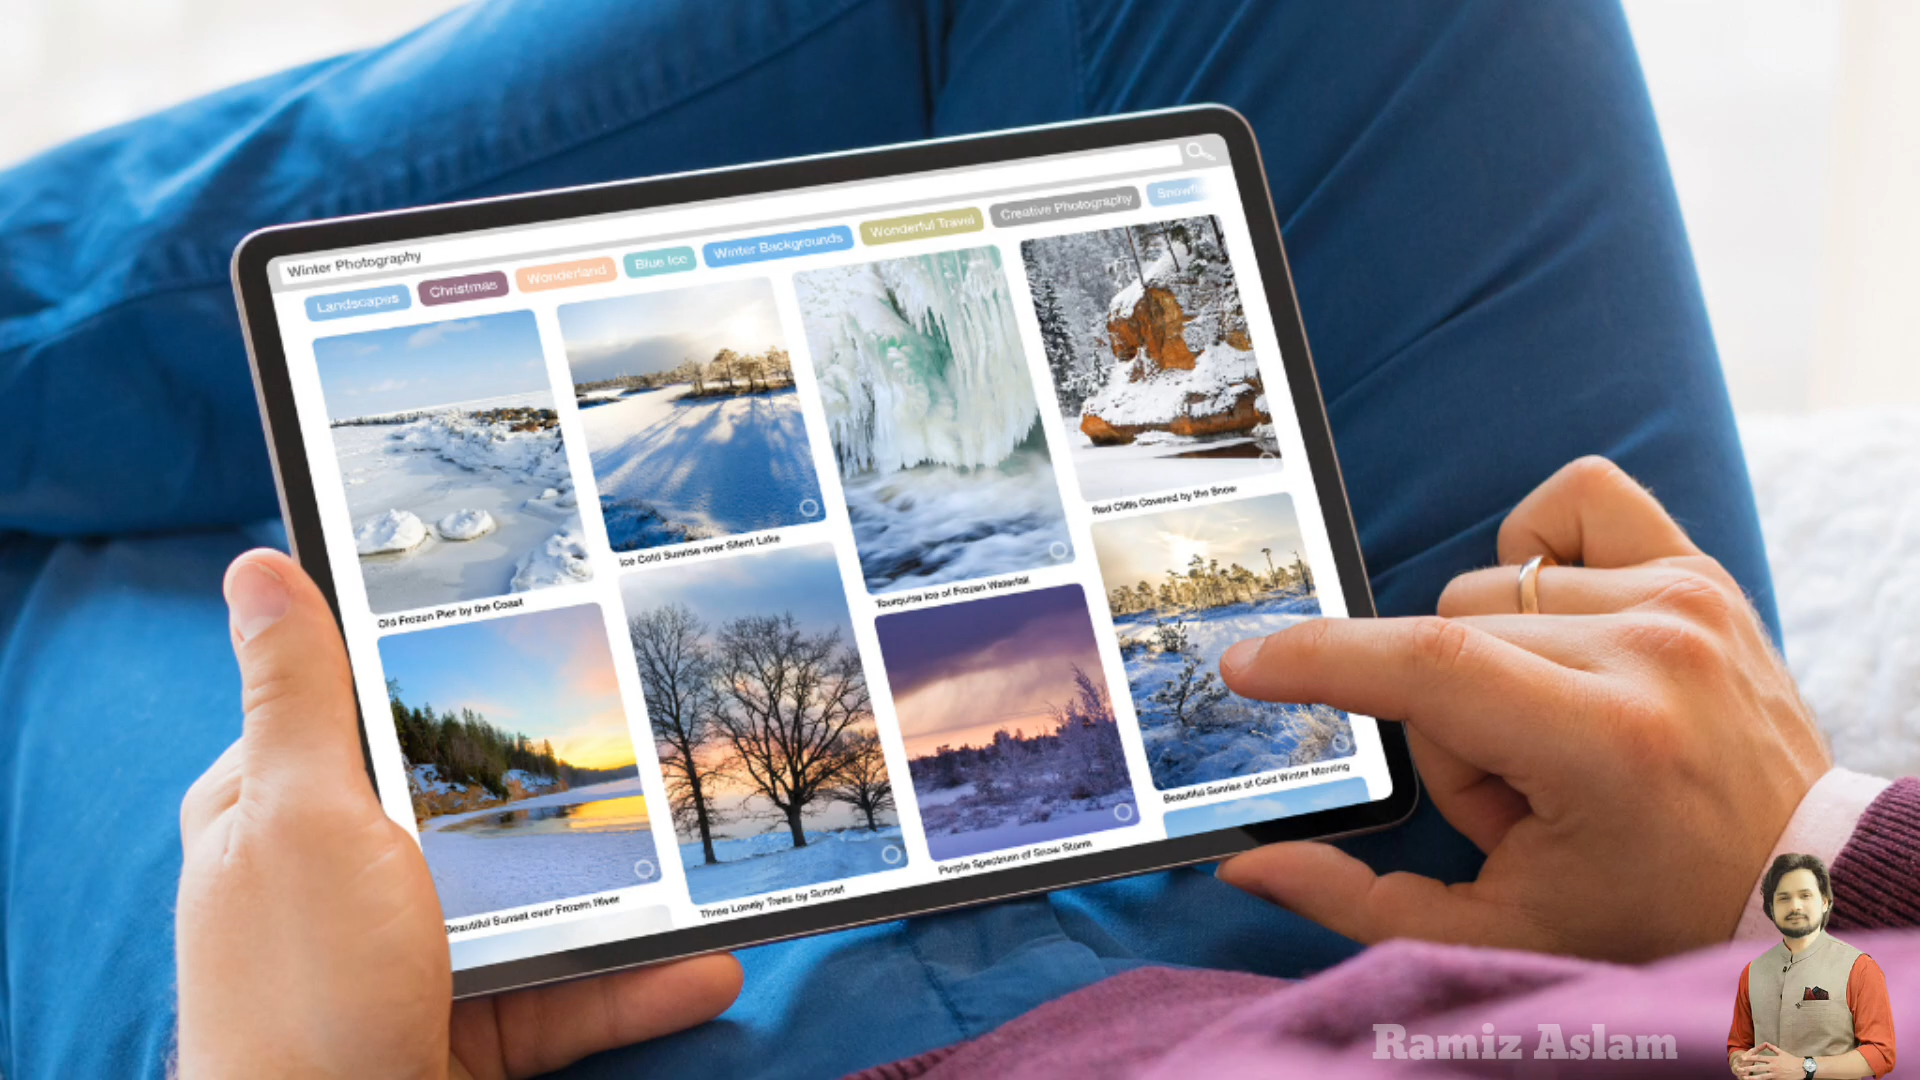 Winter Photography
Landscapes
Christmas
Wonderland
Blue Ice
Winter Backgrounds
Wonderful Travel
Creative Photography
Old Frozen Pier by the Coast
Ice Cold Sunrise over Silent Lake
Tourquise Ice of Frozen Waterfall
Red Cliffs Covered by the Snow
Beautiful Sunset over Frozen River
Three Lonely Trees by Sunset
Purple Spectrum of Snow Storm
Beautiful Sunrise at Cold Winter Morning
Ramiz Aslam